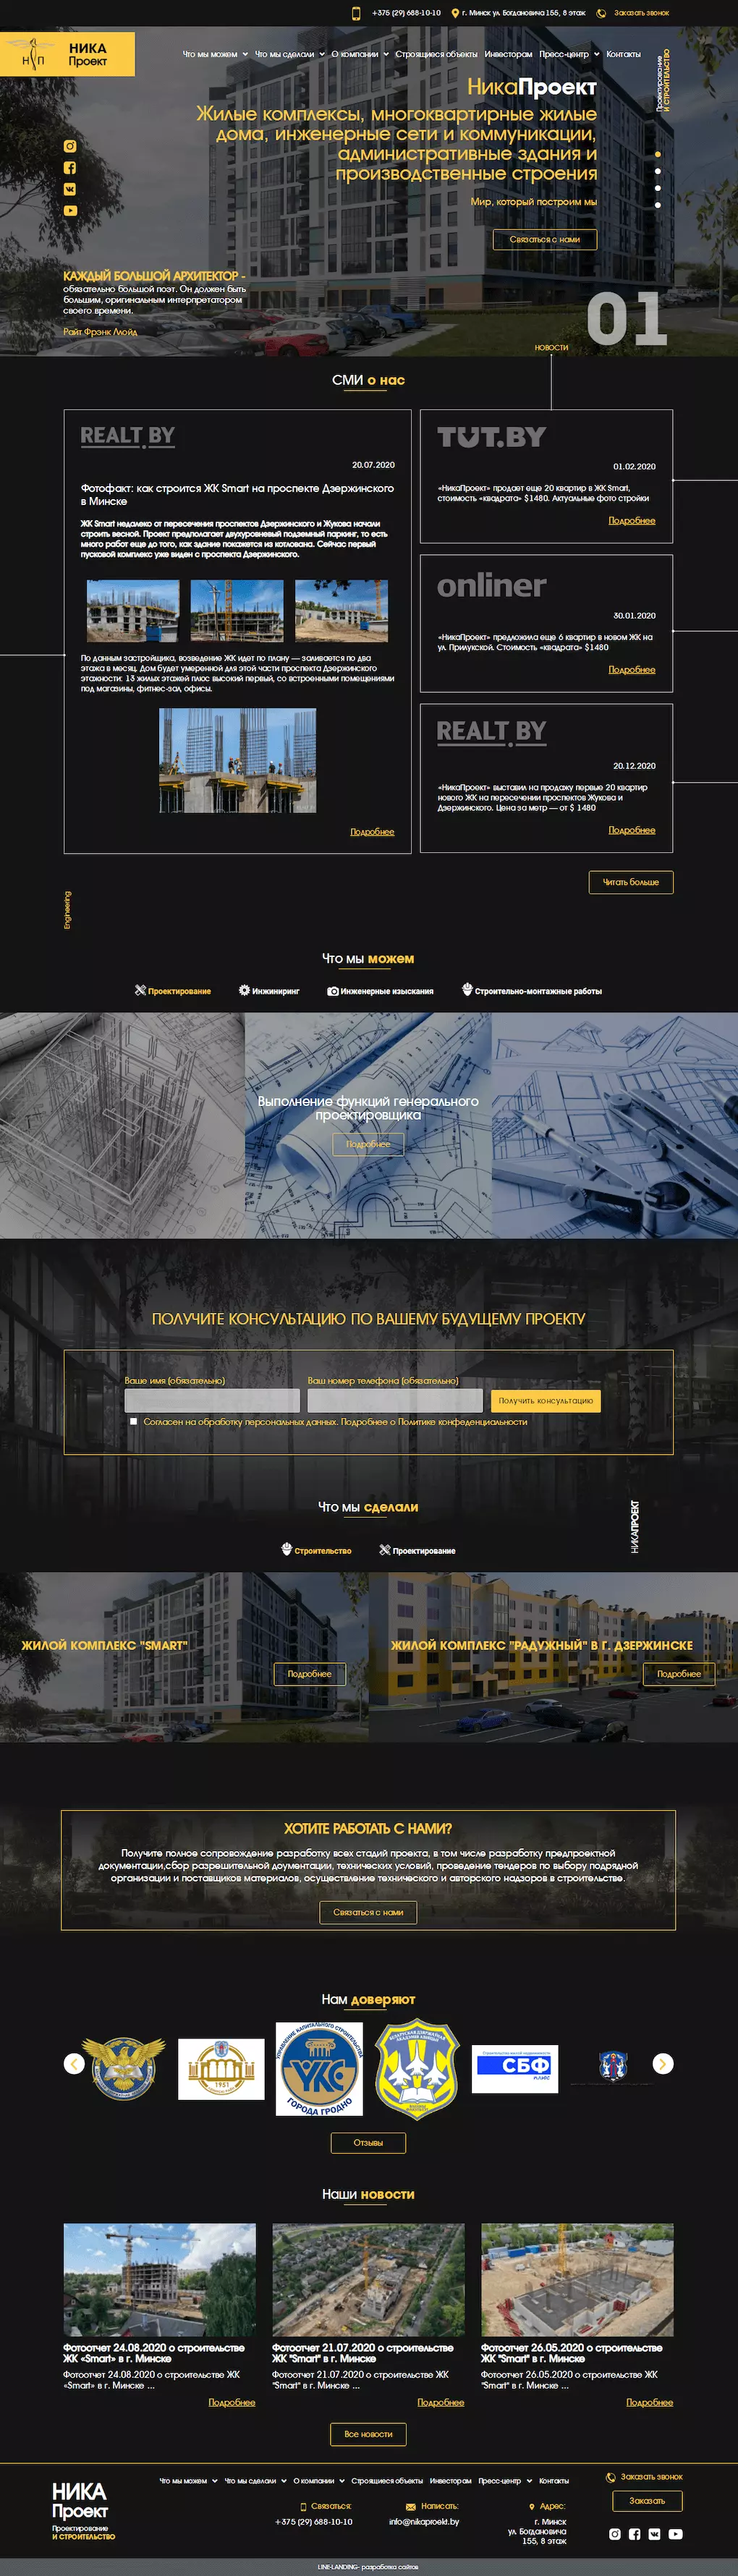 +375 (29) 688-10-10
г. Минск ул. Богдановича 155, 8 этаж
Заказать звонок
НИКА
Проект
Н П
Что мы можем
Что мы сделали
О компании
Строящиеся объекты
Инвесторам
Пресс-центр
Контакты
Проектирование
И СТРОИТЕЛЬСТВО
НикаПроект
Жилые комплексы, многоквартирные жилые
дома, инженерные сети и коммуникации,
административные здания и
производственные строения
Мир, который построим мы
Связаться с нами
КАЖДЫЙ БОЛЬШОЙ АРХИТЕКТОР -
обязательно большой поэт. Он должен быть
большим, оригинальным интерпретатором
своего времени.
Райт Фрэнк Ллойд
01
НОВОСТИ
СМИ о нас
REALT.BY
20.07.2020
Фотофакт: как строится ЖК Smart на проспекте Дзержинского
в Минске
ЖК Smart недалеко от пересечения проспектов Дзержинского и Жукова начали
строить весной. Проект предполагает двухуровневый подземный паркинг, то есть
много работ еще до того, как здание покажется из котлована. Сейчас первый
пусковой комплекс уже виден с проспекта Дзержинского.
По данным застройщика, возведение ЖК идет по плану — заливается по два
этажа в месяц. Дом будет умеренной для этой части проспекта Дзержинского
этажности: 13 жилых этажей плюс высокий первый, со встроенными помещениями
под магазины, фитнес-зал, офисы.
Подробнее
TUT.BY
01.02.2020
«НикаПроект» продает еще 20 квартир в ЖК Smart,
стоимость «квадрата» $1480. Актуальные фото стройки
Подробнее
onliner
30.01.2020
«НикаПроект» предложила еще 6 квартир в новом ЖК на
ул. Прилукской. Стоимость «квадрата» $1480
Подробнее
REALT.BY
20.12.2020
«НикаПроект» выставил на продажу первые 20 квартир
нового ЖК на пересечении проспектов Жукова и
Дзержинского. Цена за метр — от $ 1480
Подробнее
Читать больше
Engineering
Что мы можем
Проектирование
Инжиниринг
Инженерные изыскания
Строительно-монтажные работы
Выполнение функций генерального
проектировщика
Подробнее
ПОЛУЧИТЕ КОНСУЛЬТАЦИЮ ПО ВАШЕМУ БУДУЩЕМУ ПРОЕКТУ
Ваше имя (обязательно)
Ваш номер телефона (обязательно)
Получить консультацию
Согласен на обработку персональных данных. Подробнее о Политике конфеденциальности
Что мы сделали
НИКАПРОЕКТ
Строительство
Проектирование
ЖИЛОЙ КОМПЛЕКС "SMART"
Подробнее
ЖИЛОЙ КОМПЛЕКС "РАДУЖНЫЙ" В Г. ДЗЕРЖИНСКЕ
Подробнее
ХОТИТЕ РАБОТАТЬ С НАМИ?
Получите полное сопровождение разработку всех стадий проекта, в том числе разработку предпроектной
документации,сбор разрешительной доументации, технических условий, проведение тендеров по выбору подрядной
организации и поставщиков материалов, осуществление технического и авторского надзоров в строительстве.
Связаться с нами
Нам доверяют
1951
УПРАВЛЕНИЕ КАПИТАЛЬНОГО СТРОИТЕЛЬСТВА
УКС
ГОРОДА ГРОДНО
СБФ
плюс
Отзывы
Наши новости
Фотоотчет 24.08.2020 о строительстве
ЖК «Smart» в г. Минске
Фотоотчет 24.08.2020 о строительстве ЖК
«Smart» в г. Минске ...
Подробнее
Фотоотчет 21.07.2020 о строительстве
ЖК "Smart" в г. Минске
Фотоотчет 21.07.2020 о строительстве ЖК
"Smart" в г. Минске ...
Подробнее
Фотоотчет 26.05.2020 о строительстве
ЖК "Smart" в г. Минске
Фотоотчет 26.05.2020 о строительстве ЖК
"Smart" в г. Минске ...
Подробнее
Все новости
НИКА
Проект
Проектирование
И СТРОИТЕЛЬСТВО
Что мы можем
Что мы сделали
О компании
Строящиеся объекты
Инвесторам
Пресс-центр
Контакты
Связаться:
+375 (29) 688-10-10
Написать:
info@nikaproekt.by
Адрес:
г. Минск
ул. Богдановича
155, 8 этаж
Заказать звонок
Заказать
LINE-LANDING- разработка сайтов